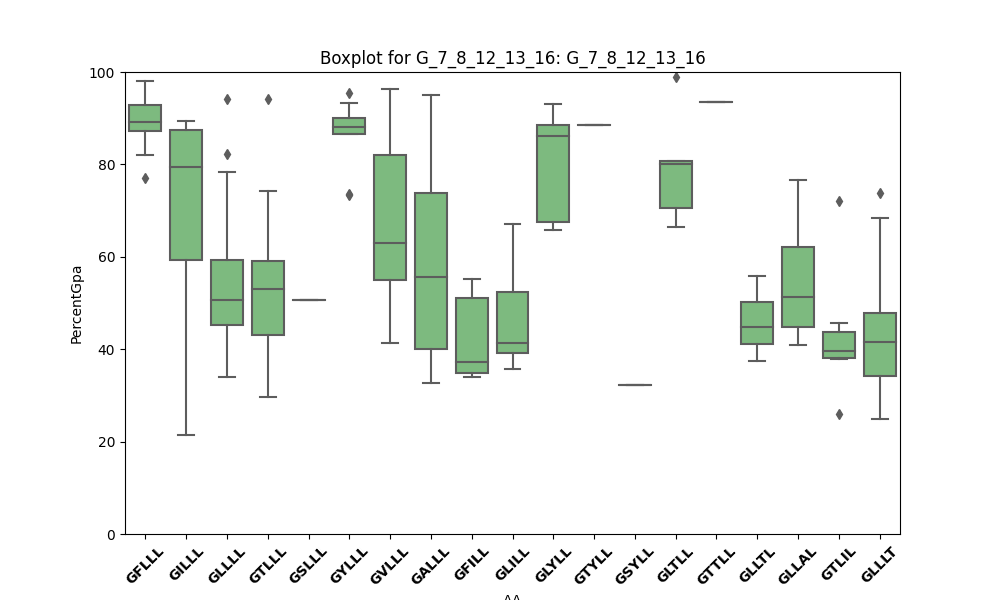 Boxplot for G_7_8_12_13_16: G_7_8_12_13_16
PercentGpa
100
80
60
40
20
0
GFLLL GILLL GLLLL GTLLL GSLLL GYLLL GVLLL GALLL GFILL GLILL GLYLL GTYLL GSYLL GLTLL GTTLL GLLTL GLLAL GTLIL GLLLT
AA